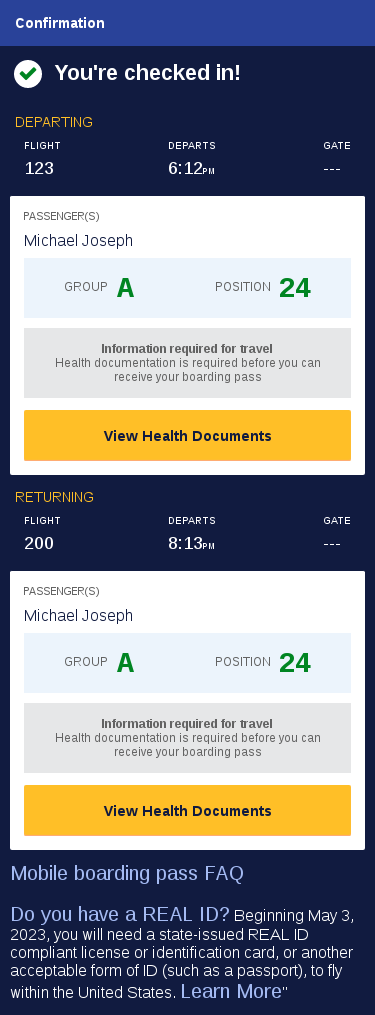 Confirmation
You're checked in!
DEPARTING
FLIGHT DEPARTS GATE
123 6:12PM ---
PASSENGER(S)
Michael Joseph
GROUP A POSITION 24
Information required for travel
Health documentation is required before you can
receive your boarding pass
View Health Documents
RETURNING
FLIGHT DEPARTS GATE
200 8:13PM ---
PASSENGER(S)
Michael Joseph
GROUP A POSITION 24
Information required for travel
Health documentation is required before you can
receive your boarding pass
View Health Documents
Mobile boarding pass FAQ
Do you have a REAL ID? Beginning May 3,
2023, you will need a state-issued REAL ID
compliant license or identification card, or another
acceptable form of ID (such as a passport), to fly
within the United States. Learn More"